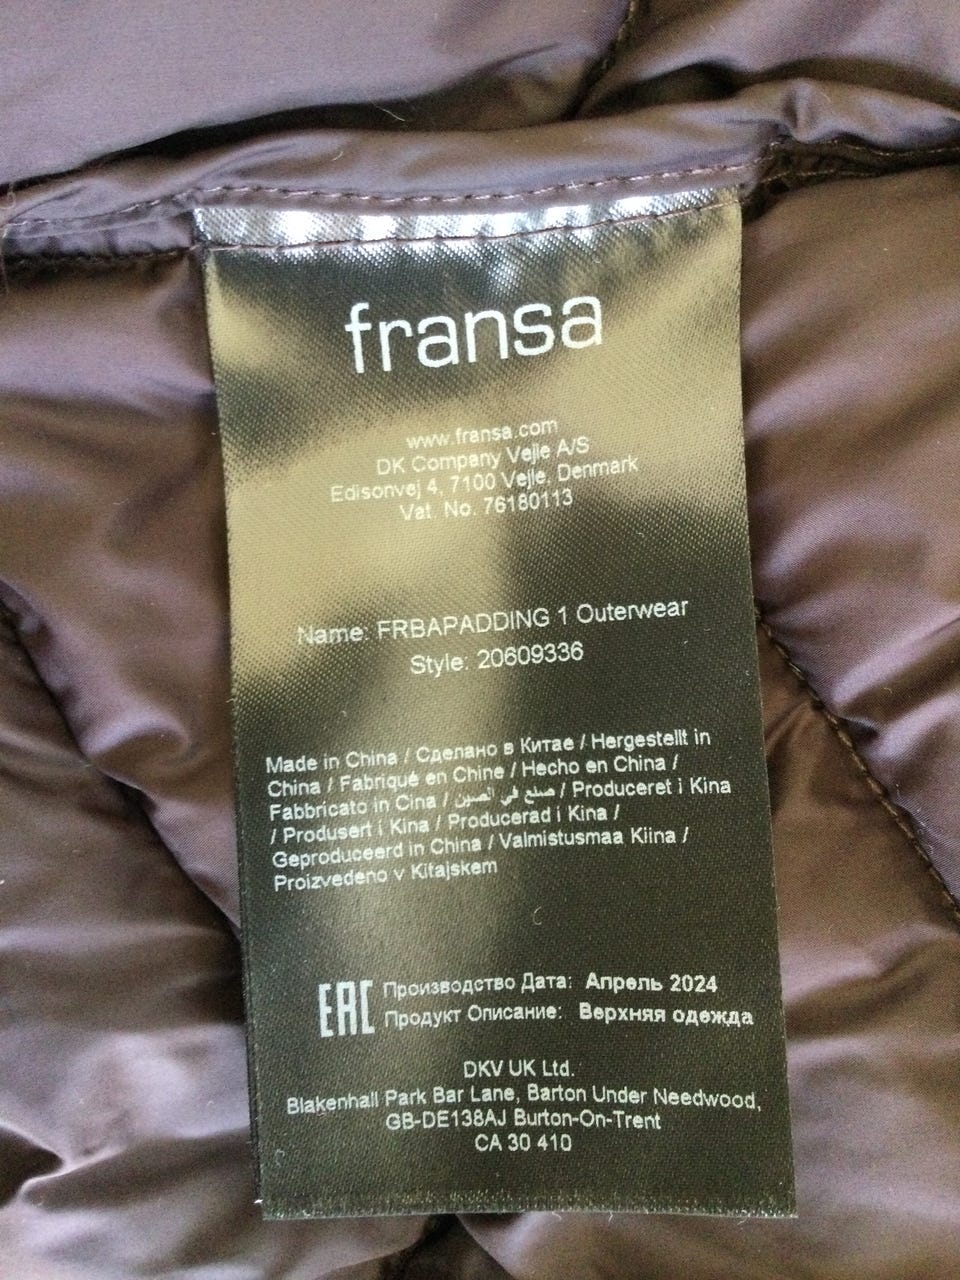 fransa
www.fransa.com
DK Company Vejle A/S
Edisonvej 4, 7100 Vejle, Denmark
Vat. No. 76180113
Name: FRBAPADDING 1 Outerwear
Style: 20609336
Made in China / Сделано в Китае / Hergestellt in
China / Fabriqué en Chine / Hecho en China /
Fabbricato in Cina / صنع في الصين / Produceret i Kina
/ Produsert i Kina / Producerad i Kina /
Geproduceerd in China / Valmistusmaa Kiina /
Proizvedeno v Kitajskem
EAC Производство Дата: Апрель 2024
Продукт Описание: Верхняя одежда
DKV UK Ltd.
Blakenhall Park Bar Lane, Barton Under Needwood,
GB-DE138AJ Burton-On-Trent
CA 30 410